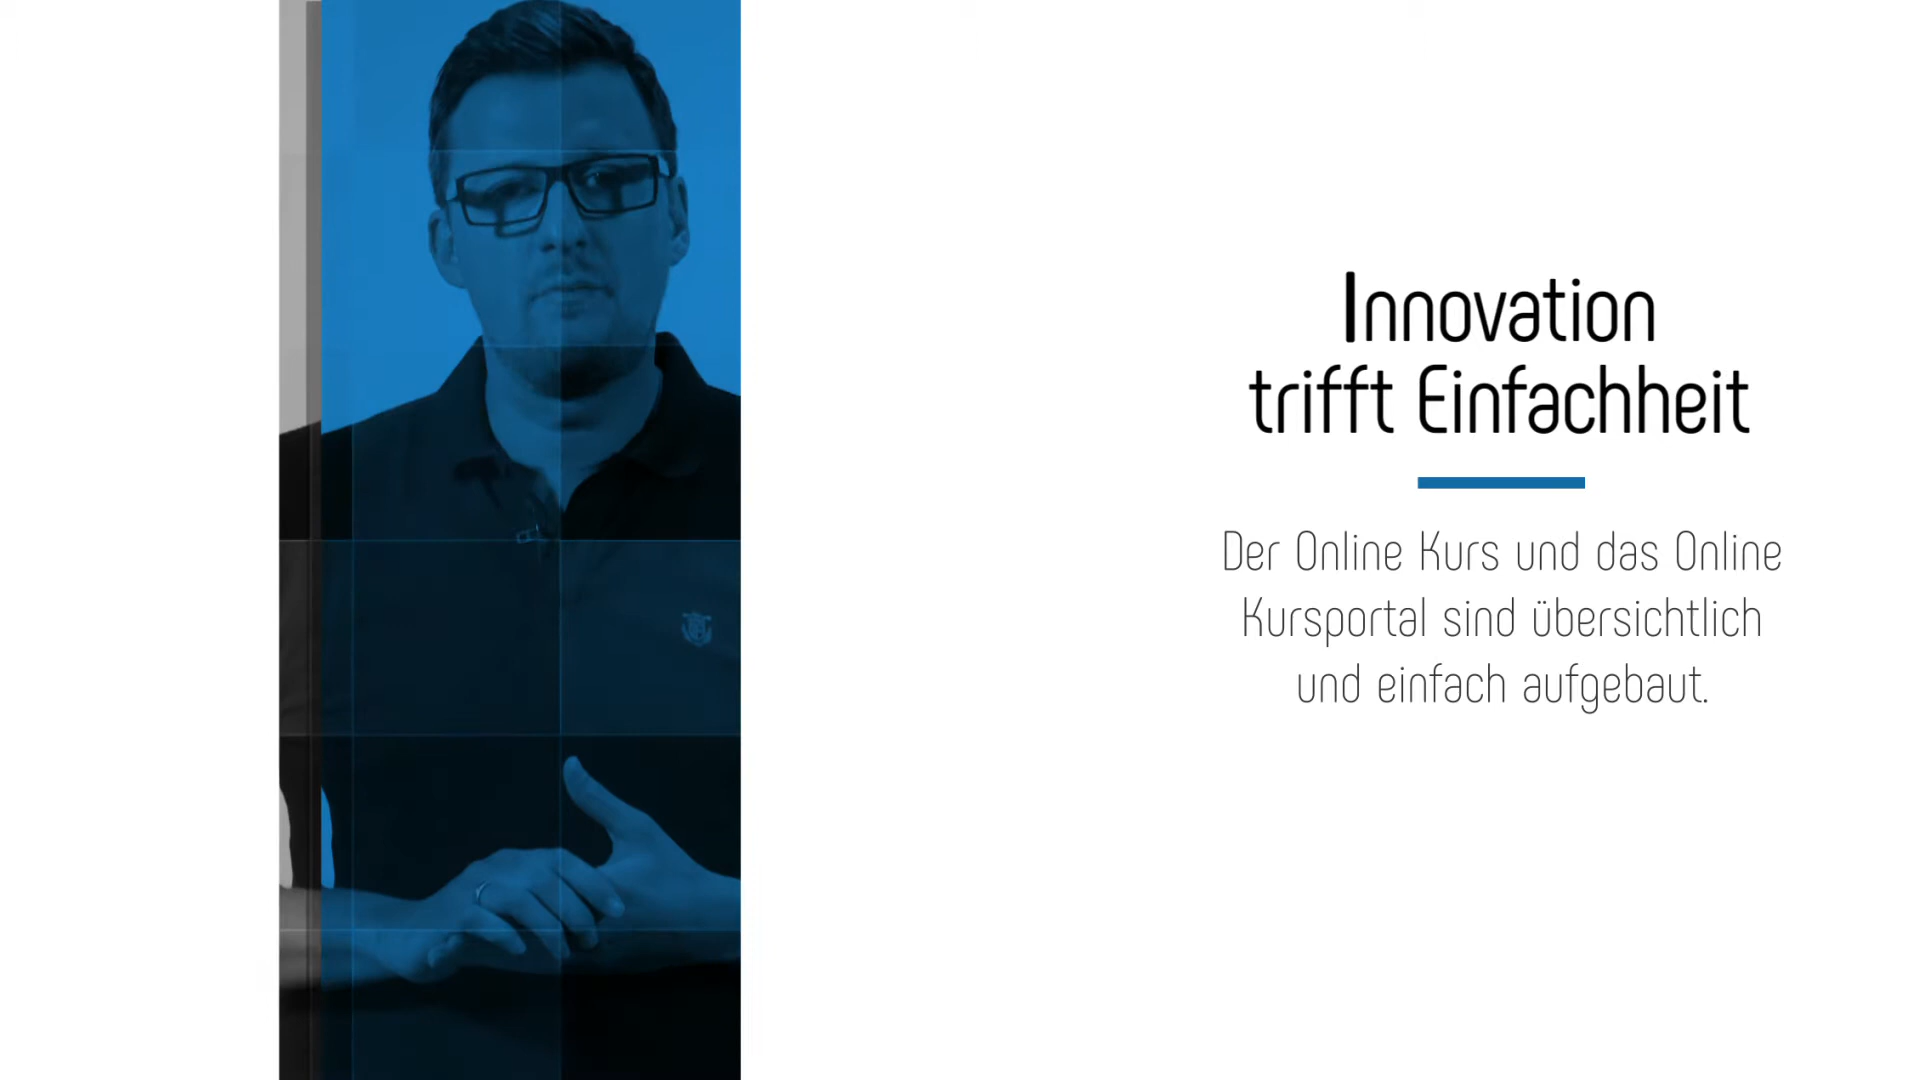 Innovation
trifft Einfachheit
Der Online Kurs und das Online
Kursportal sind übersichtlich
und einfach aufgebaut.